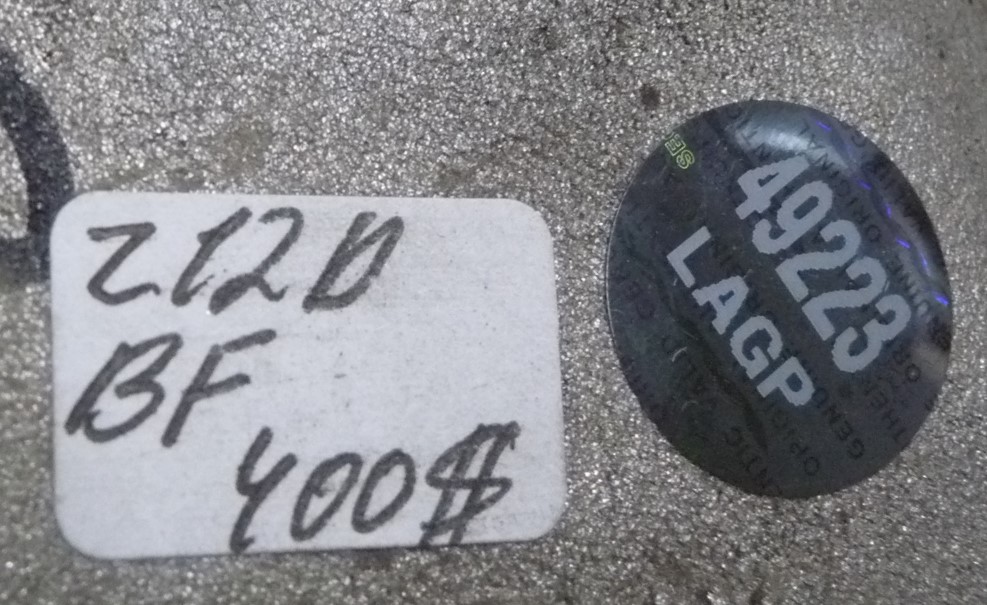 Z12D
BF
400$
49223
LAGP